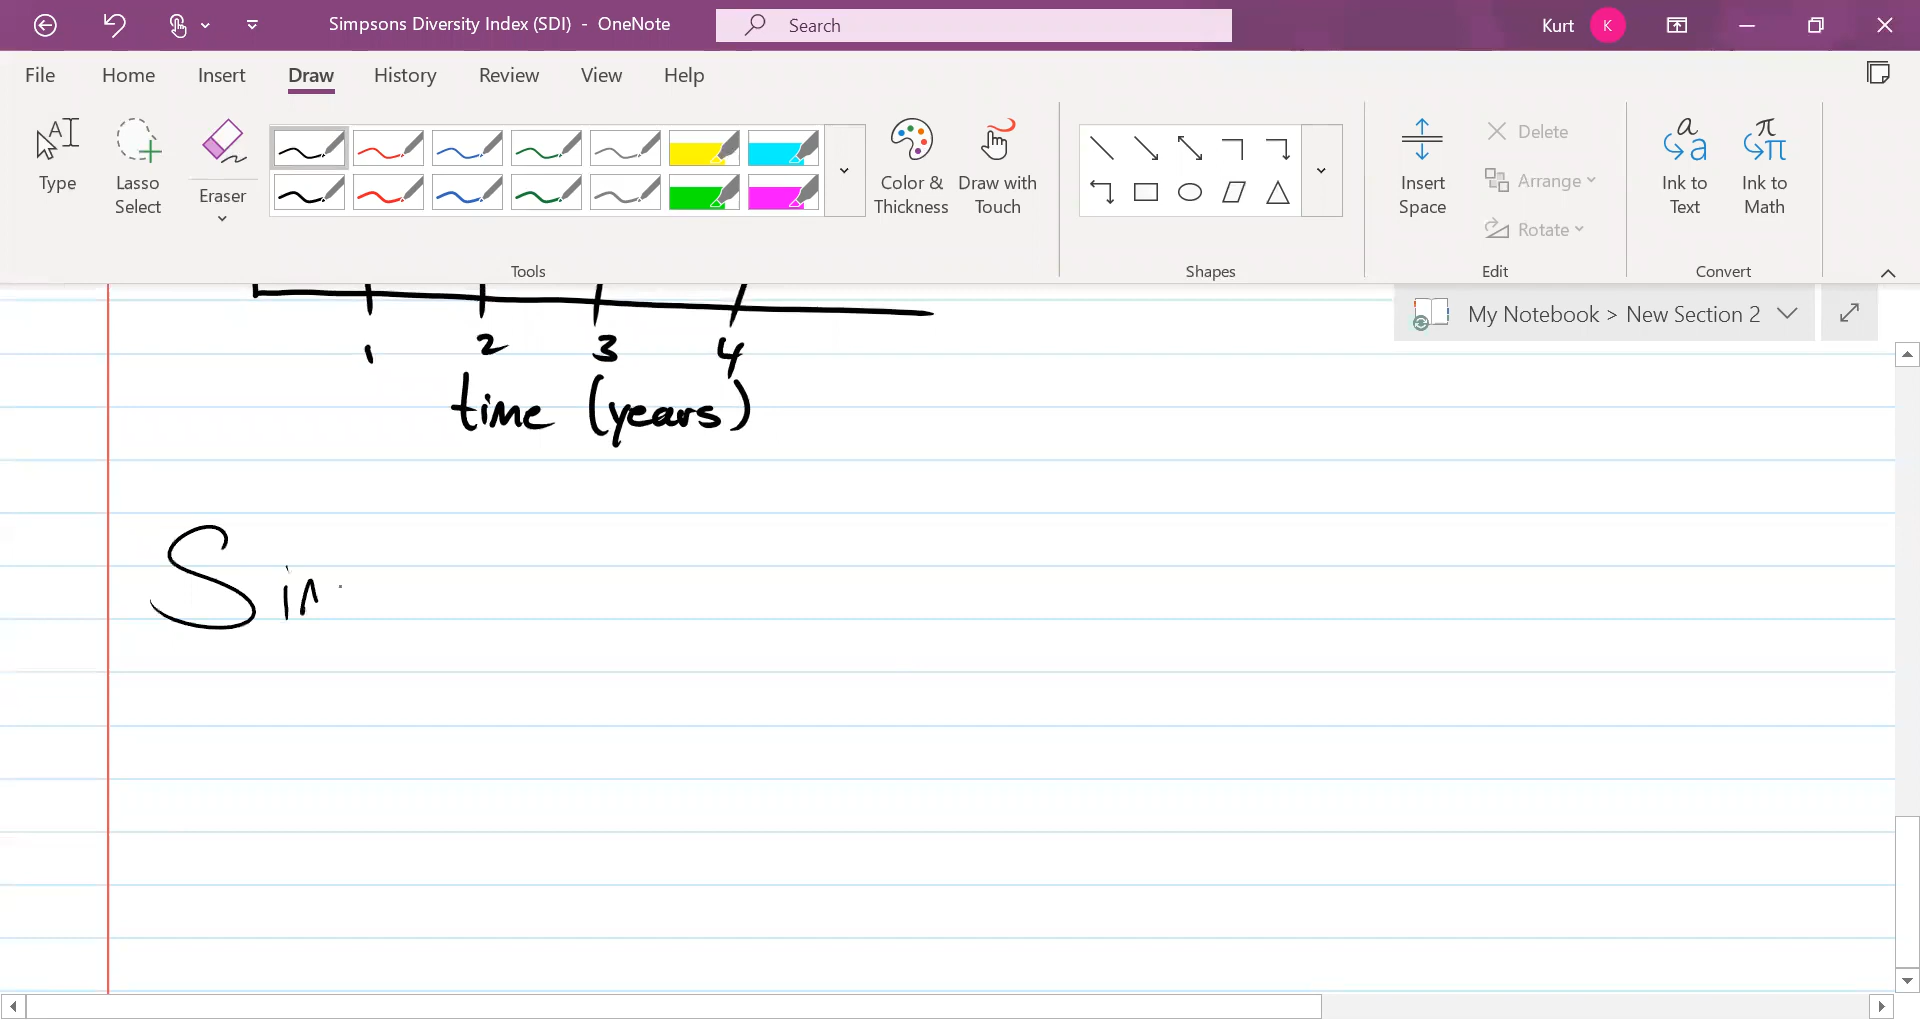 Simpsons Diversity Index (SDI) - OneNote
Search
Kurt
K
File Home Insert Draw History Review View Help
Type
Lasso Select
Eraser
Color & Thickness
Draw with Touch
Insert Space
Delete
Arrange
Rotate
Ink to Text
Ink to Math
Tools
Shapes
Edit
Convert
My Notebook > New Section 2
1 2 3 4
time (years)
Sin